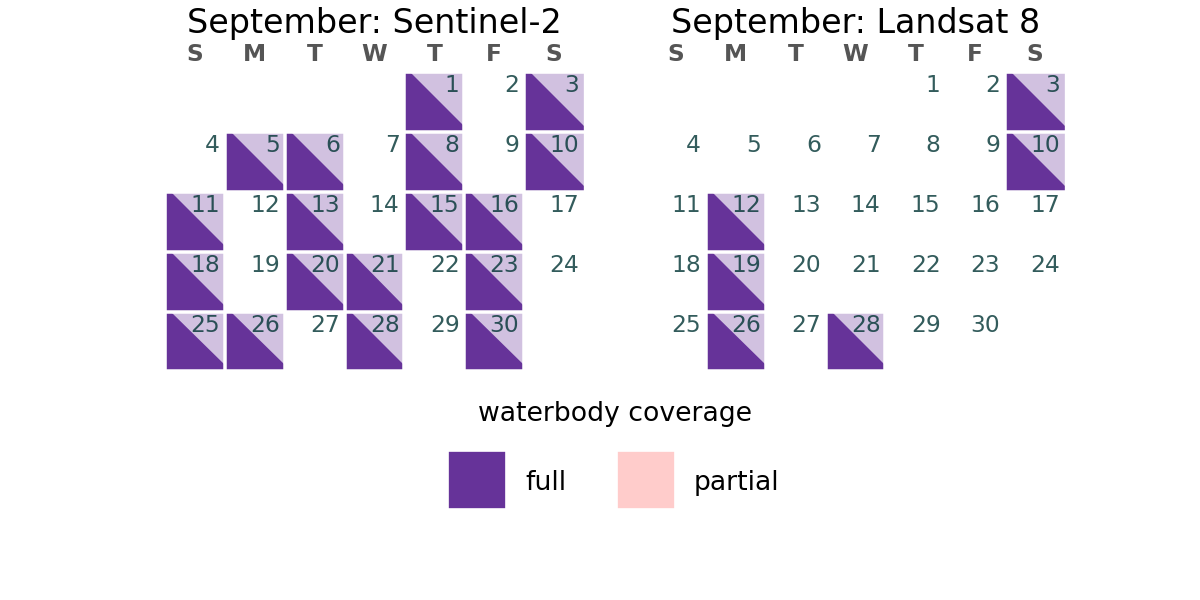 September: Sentinel-2
S M T W T F S
1 2 3
4 5 6 7 8 9 10
11 12 13 14 15 16 17
18 19 20 21 22 23 24
25 26 27 28 29 30
September: Landsat 8
S M T W T F S
1 2 3
4 5 6 7 8 9 10
11 12 13 14 15 16 17
18 19 20 21 22 23 24
25 26 27 28 29 30
waterbody coverage
full partial